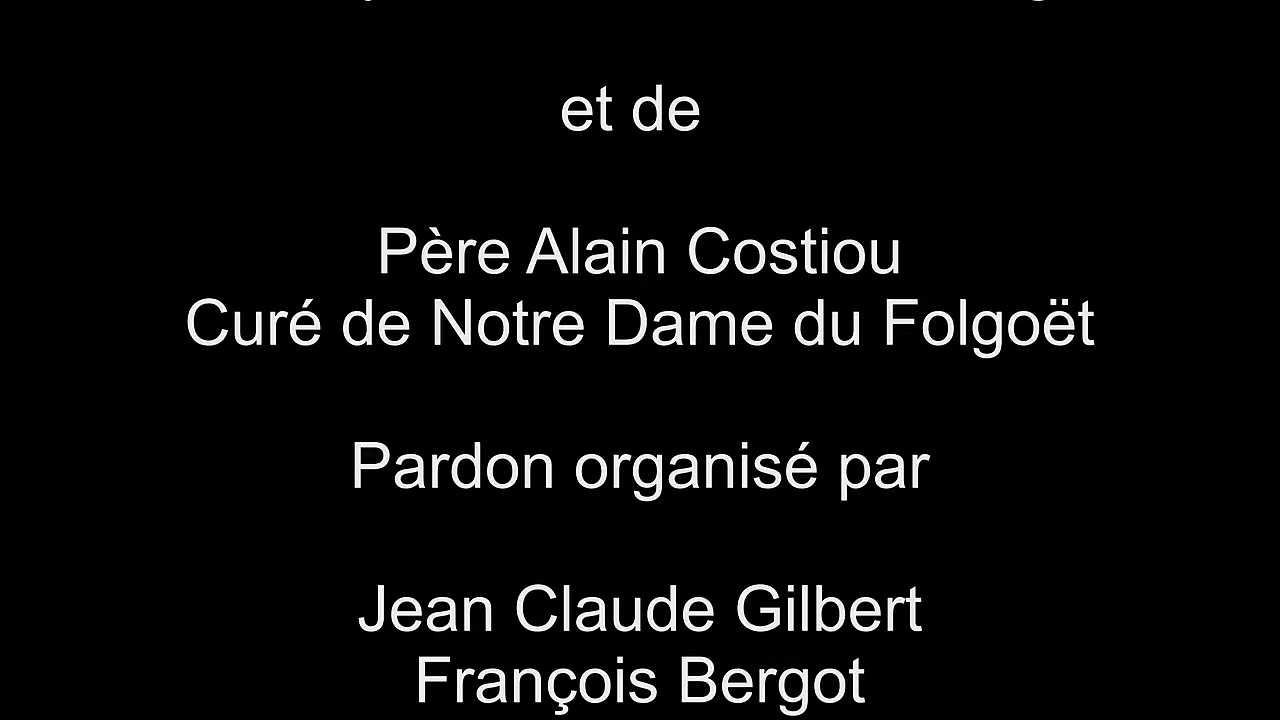 et de
Père Alain Costiou
Curé de Notre Dame du Folgoët
Pardon organisé par
Jean Claude Gilbert
François Bergot